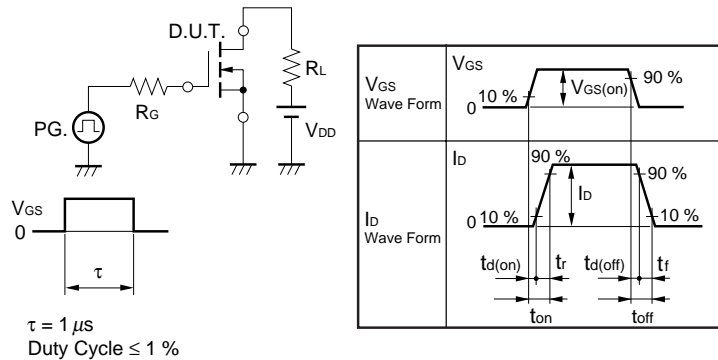 D.U.T.
RL
RG
PG.
VDD
VGS
0
τ
τ = 1 μs
Duty Cycle ≤ 1 %
VGS
Wave Form
VGS
10 %
0
VGS(on)
90 %
ID
Wave Form
ID
90 %
90 %
ID
0
10 %
10 %
td(on)
tr
td(off)
tf
ton
toff